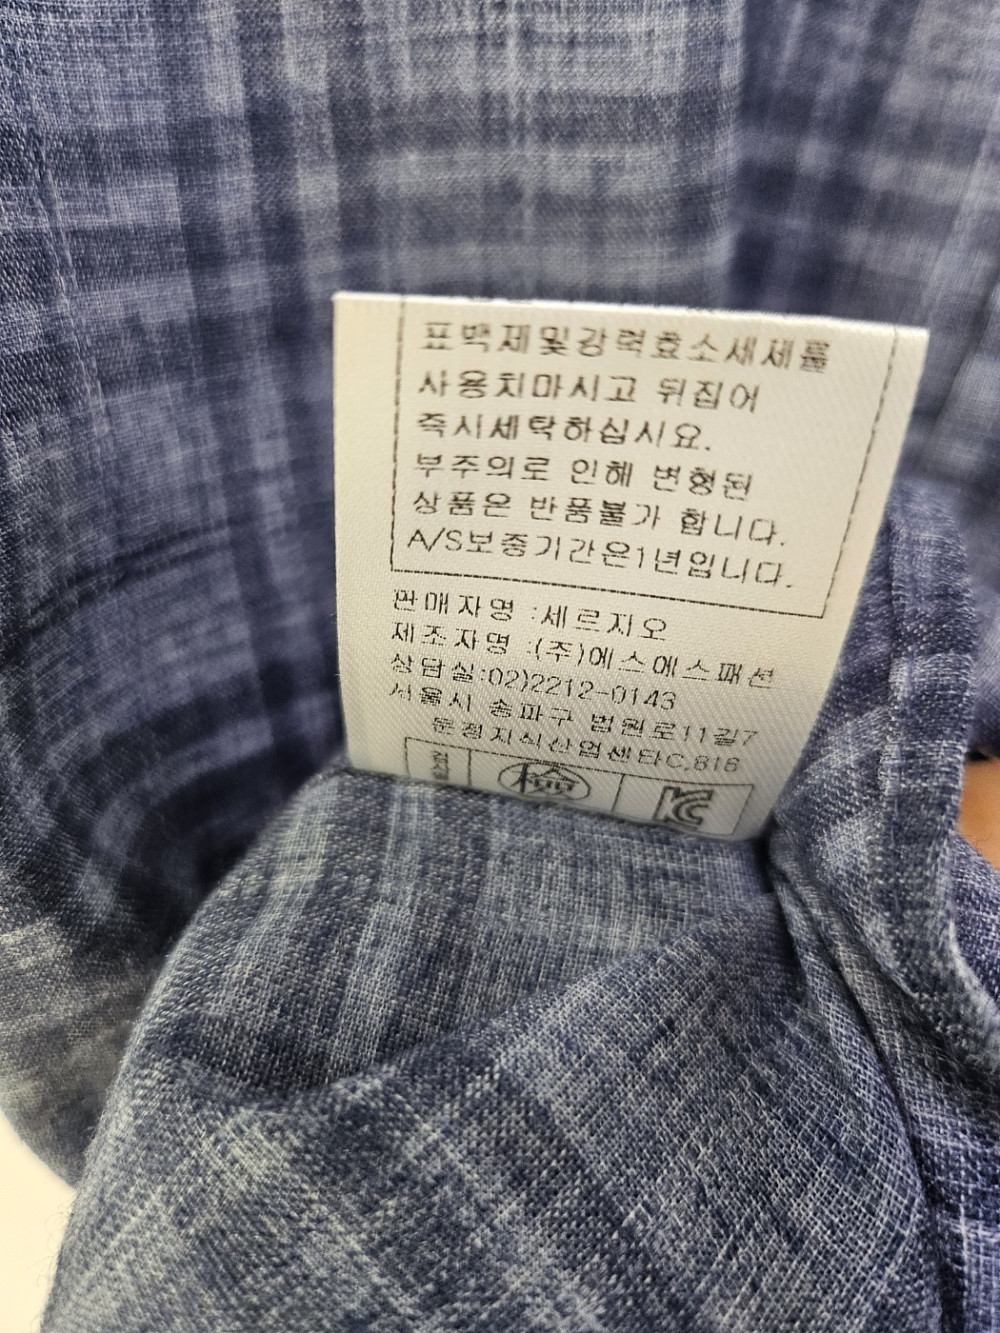 표백제및강력효소세제를
사용치마시고 뒤집어
즉시세탁하십시요.
부주의로 인해 변형된
상품은 반품불가 합니다.
A/S보증기간은1년입니다.
판매자명 :세르지오
제조자명 :(주)에스에스패션
상담실:02)2212-0143
서울시 송파구 법원로11길7
문정지식산업센타C,816
檢
KC